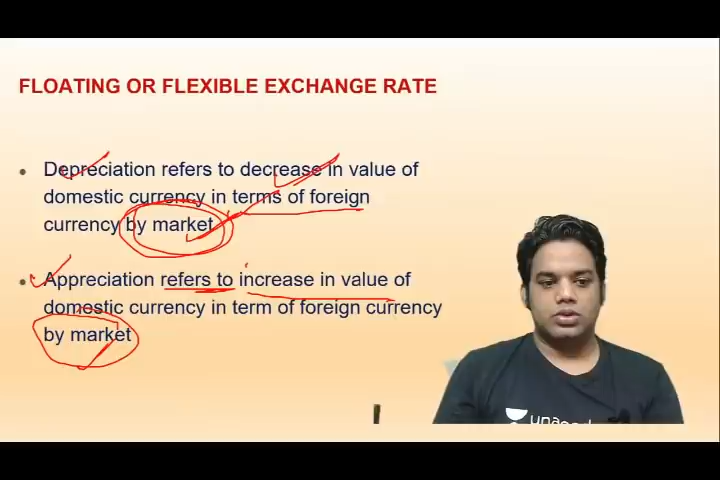 FLOATING OR FLEXIBLE EXCHANGE RATE
• Depreciation refers to decrease in value of
domestic currency in terms of foreign
currency by market
• Appreciation refers to increase in value of
domestic currency in term of foreign currency
by market